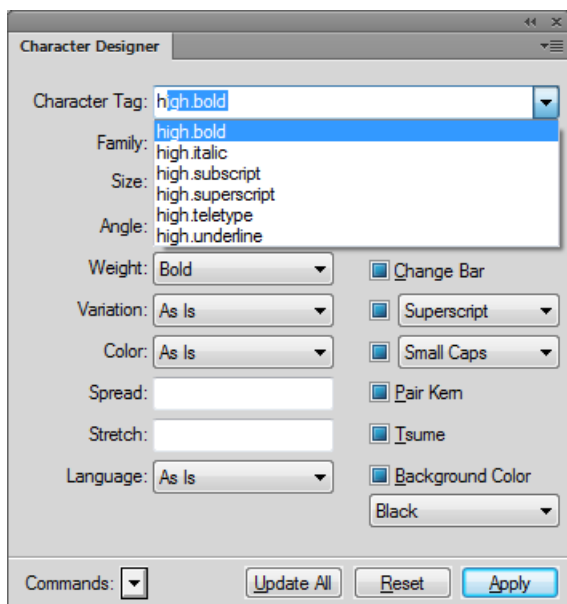 Character Designer
Character Tag: high.bold
high.bold
Family: high.italic
high.subscript
Size: high.superscript
high.teletype
Angle: high.underline
Weight: Bold Change Bar
Variation: As Is Superscript
Color: As Is Small Caps
Spread: Pair Kern
Stretch: Tsume
Language: As Is Background Color
Black
Commands: Update All Reset Apply